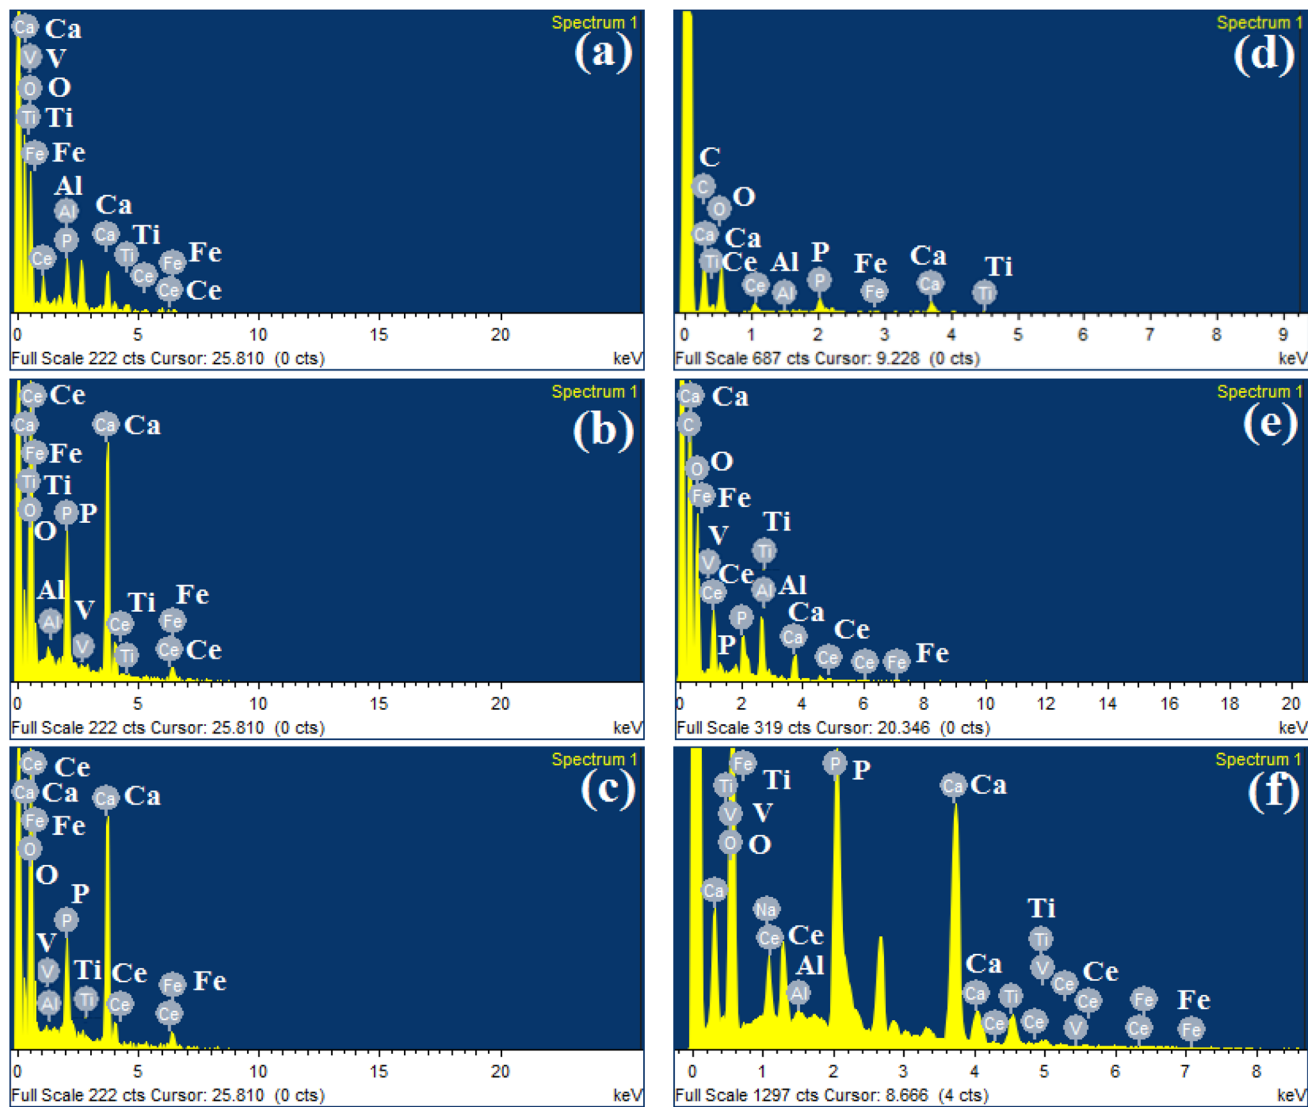 Spectrum 1
(a)
Ca Ca
V V
O O
Ti Ti
Fe Fe
Al
Al
P
Ce
Ca
Ca
Ti
Ti
Ce
Fe Fe
Ce Ce
0 5 10 15 20
Full Scale 222 cts Cursor: 25.810 (0 cts) keV
Spectrum 1
(b)
Ce Ce
Ca
Fe Fe
Ti Ti
O O
Ca Ca
P P
Al
Al
V
V
Ti
Ce
Ti
Fe
Fe
Ce Ce
0 5 10 15 20
Full Scale 222 cts Cursor: 25.810 (0 cts) keV
Spectrum 1
(c)
Ce Ce
Ca Ca
Fe Fe
O
O
Ca Ca
P
P
V
V
Al
Ti
Ti
Ce
Ce
Fe Fe
Ce
0 5 10 15 20
Full Scale 222 cts Cursor: 25.810 (0 cts) keV
Spectrum 1
(d)
C
C
O O
Ca Ca
Ti Ce
Ce
Al
Al
P
P
Fe
Fe
Ca
Ca
Ti
Ti
0 1 2 3 4 5 6 7 8 9
Full Scale 687 cts Cursor: 9.228 (0 cts) keV
Spectrum 1
(e)
Ca Ca
C
O O
Fe Fe
V
V
Ce Ce
P
P
Ti
Ti
Al Al
Ca
Ca
Ce
Ce
Ce
Fe Fe
0 2 4 6 8 10 12 14 16 18 20
Full Scale 319 cts Cursor: 20.346 (0 cts) keV
Spectrum 1
(f)
Fe
Ti Ti
V V
O O
Ca
Na
Ce Ce
Al
Al
P P
Ca Ca
Ca
Ca
Ce
Ti
Ti
Ti
V
Ce
Ce
Ce
Ce
V
Fe
Ce
Fe
Fe
0 1 2 3 4 5 6 7 8
Full Scale 1297 cts Cursor: 8.666 (4 cts) keV